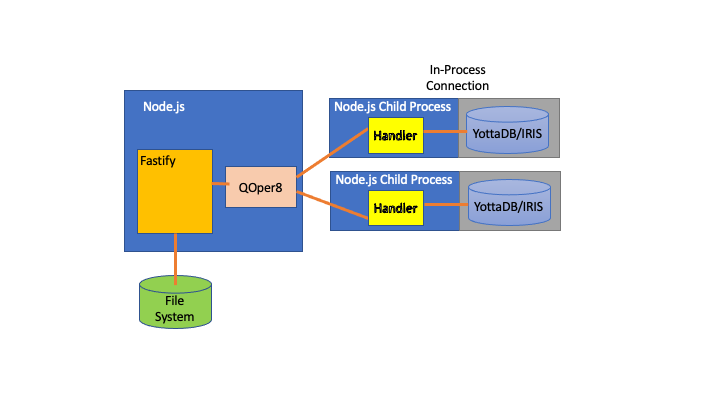 In-Process
Connection
Node.js
Node.js Child Process
Handler
YottaDB/IRIS
Fastify
QOper8
Node.js Child Process
Handler
YottaDB/IRIS
File
System